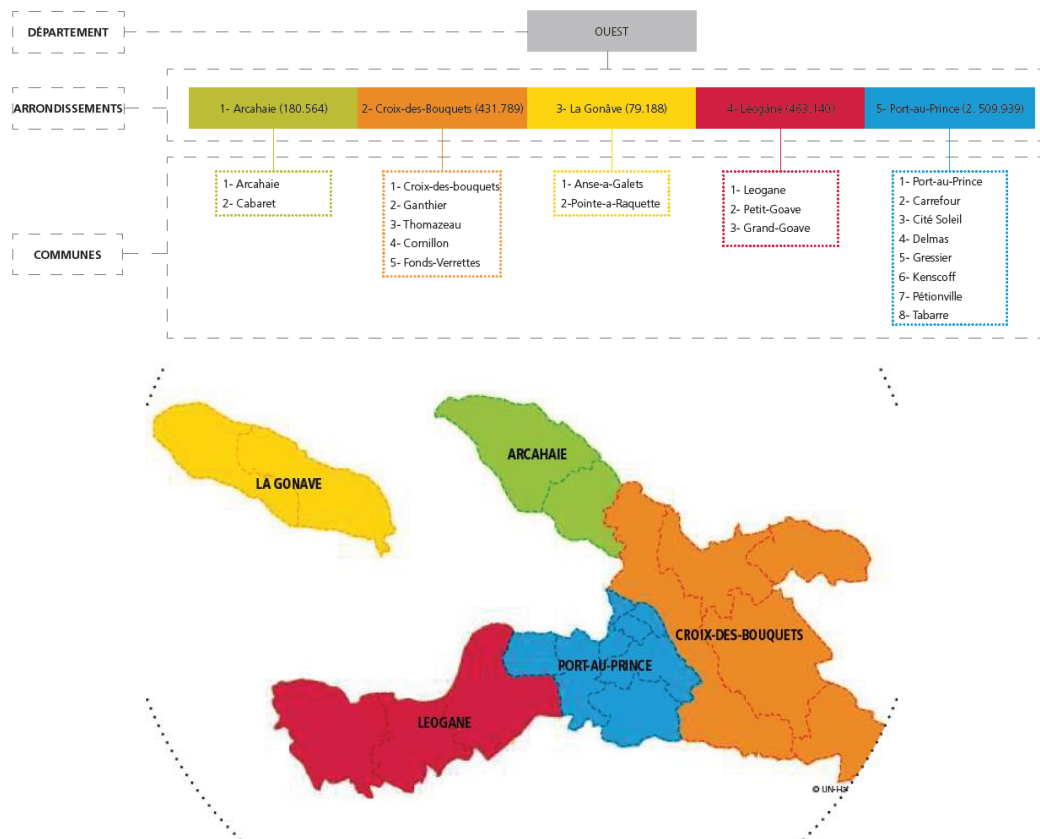 DÉPARTEMENT
OUEST
ARRONDISSEMENTS
1- Arcahaie (180.564)
2- Croix-des-Bouquets (431.789)
3- La Gonâve (79.188)
4- Léogâne (463.140)
5- Port-au-Prince (2. 509.939)
COMMUNES
1- Arcahaie
2- Cabaret
1- Croix-des-bouquets
2- Ganthier
3- Thomazeau
4- Cornillon
5- Fonds-Verrettes
1- Anse-a-Galets
2-Pointe-a-Raquette
1- Leogane
2- Petit-Goave
3- Grand-Goave
1- Port-au-Prince
2- Carrefour
3- Cité Soleil
4- Delmas
5- Gressier
6- Kenscoff
7- Pétionville
8- Tabarre
ARCAHAIE
LA GONAVE
CROIX-DES-BOUQUETS
PORT-AU-PRINCE
LEOGANE